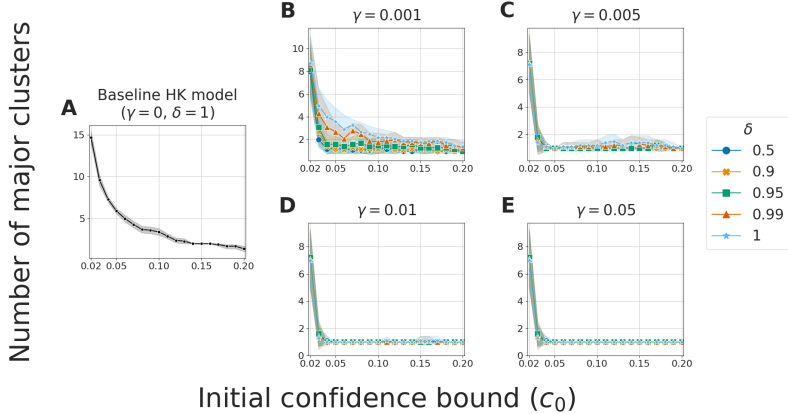 Number of major clusters
A
Baseline HK model
(γ = 0, δ = 1)
15
10
5
0.02 0.05 0.10 0.15 0.20
B
γ = 0.001
10
8
6
4
2
0.02 0.05 0.10 0.15 0.20
C
γ = 0.005
8
6
4
2
0.02 0.05 0.10 0.15 0.20
D
γ = 0.01
8
6
4
2
0
0.02 0.05 0.10 0.15 0.20
E
γ = 0.05
8
6
4
2
0
0.02 0.05 0.10 0.15 0.20
δ
0.5
0.9
0.95
0.99
1
Initial confidence bound (c₀)